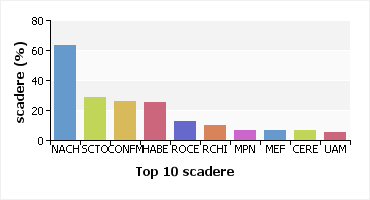 scadere (%)
80
60
40
20
0
NACH SCTO CONFM HABE ROCE RCHI MPN MEF CERE UAM
Top 10 scadere